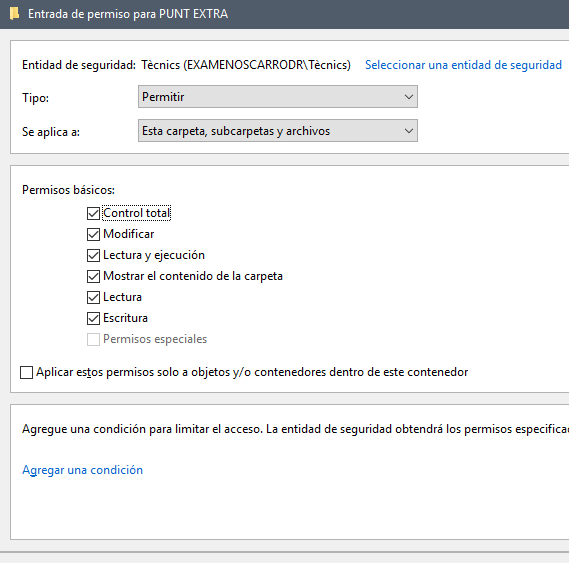 Entrada de permiso para PUNT EXTRA
Entidad de seguridad: Tècnics (EXAMENOSCARRODR\Tècnics) Seleccionar una entidad de seguridad
Tipo: Permitir
Se aplica a: Esta carpeta, subcarpetas y archivos
Permisos básicos:
Control total
Modificar
Lectura y ejecución
Mostrar el contenido de la carpeta
Lectura
Escritura
Permisos especiales
Aplicar estos permisos solo a objetos y/o contenedores dentro de este contenedor
Agregue una condición para limitar el acceso. La entidad de seguridad obtendrá los permisos especificad
Agregar una condición